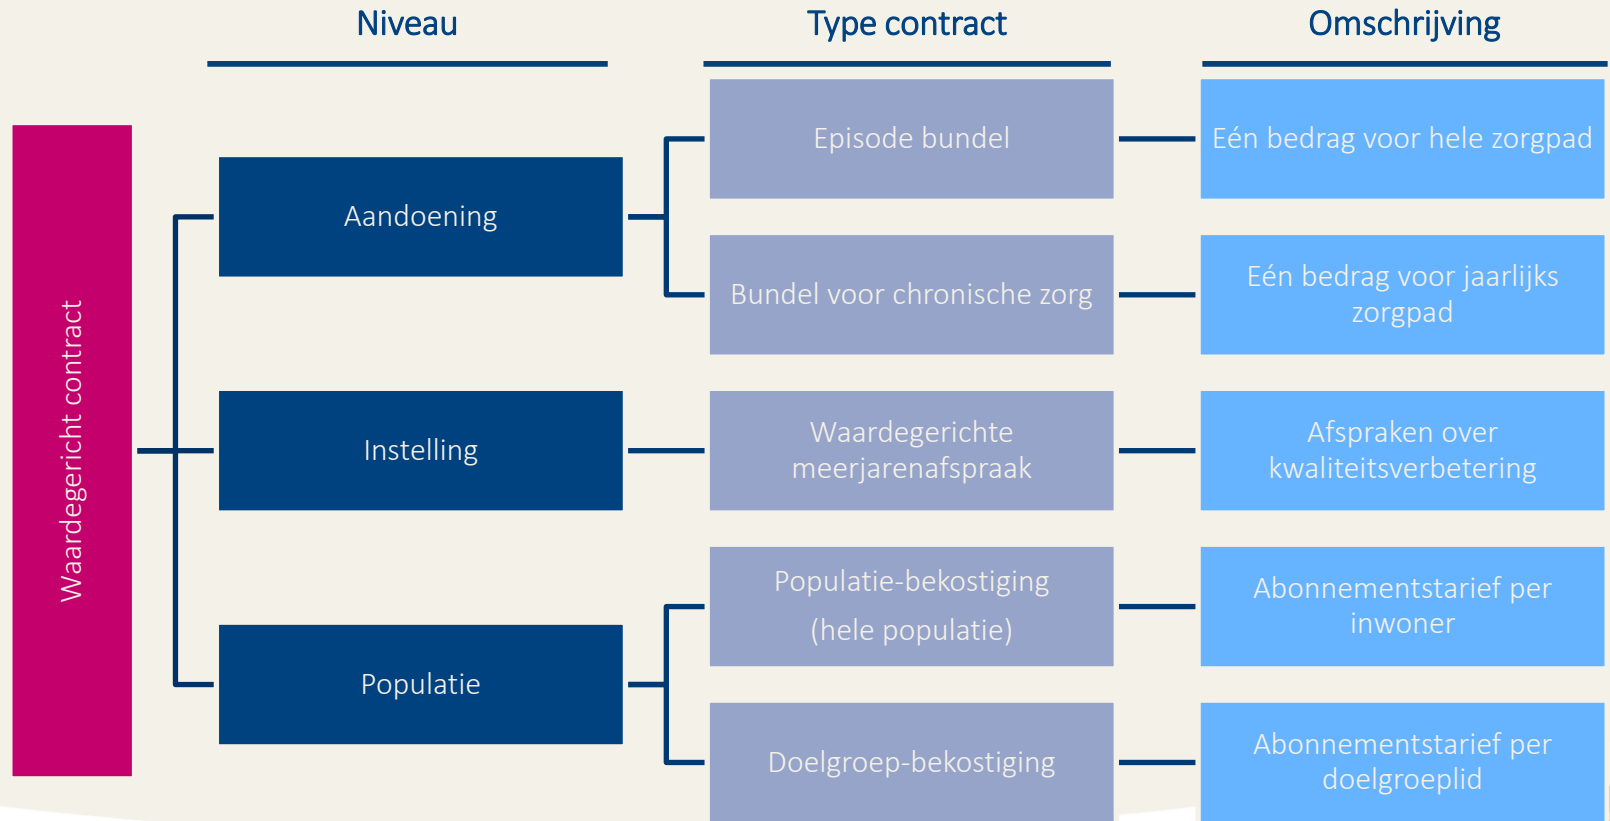 Niveau
Type contract
Omschrijving
Waardegericht contract
Aandoening
Episode bundel
Eén bedrag voor hele zorgpad
Bundel voor chronische zorg
Eén bedrag voor jaarlijks
zorgpad
Instelling
Waardegerichte
meerjarenafspraak
Afspraken over
kwaliteitsverbetering
Populatie
Populatie-bekostiging
(hele populatie)
Abonnementstarief per
inwoner
Doelgroep-bekostiging
Abonnementstarief per
doelgroeplid